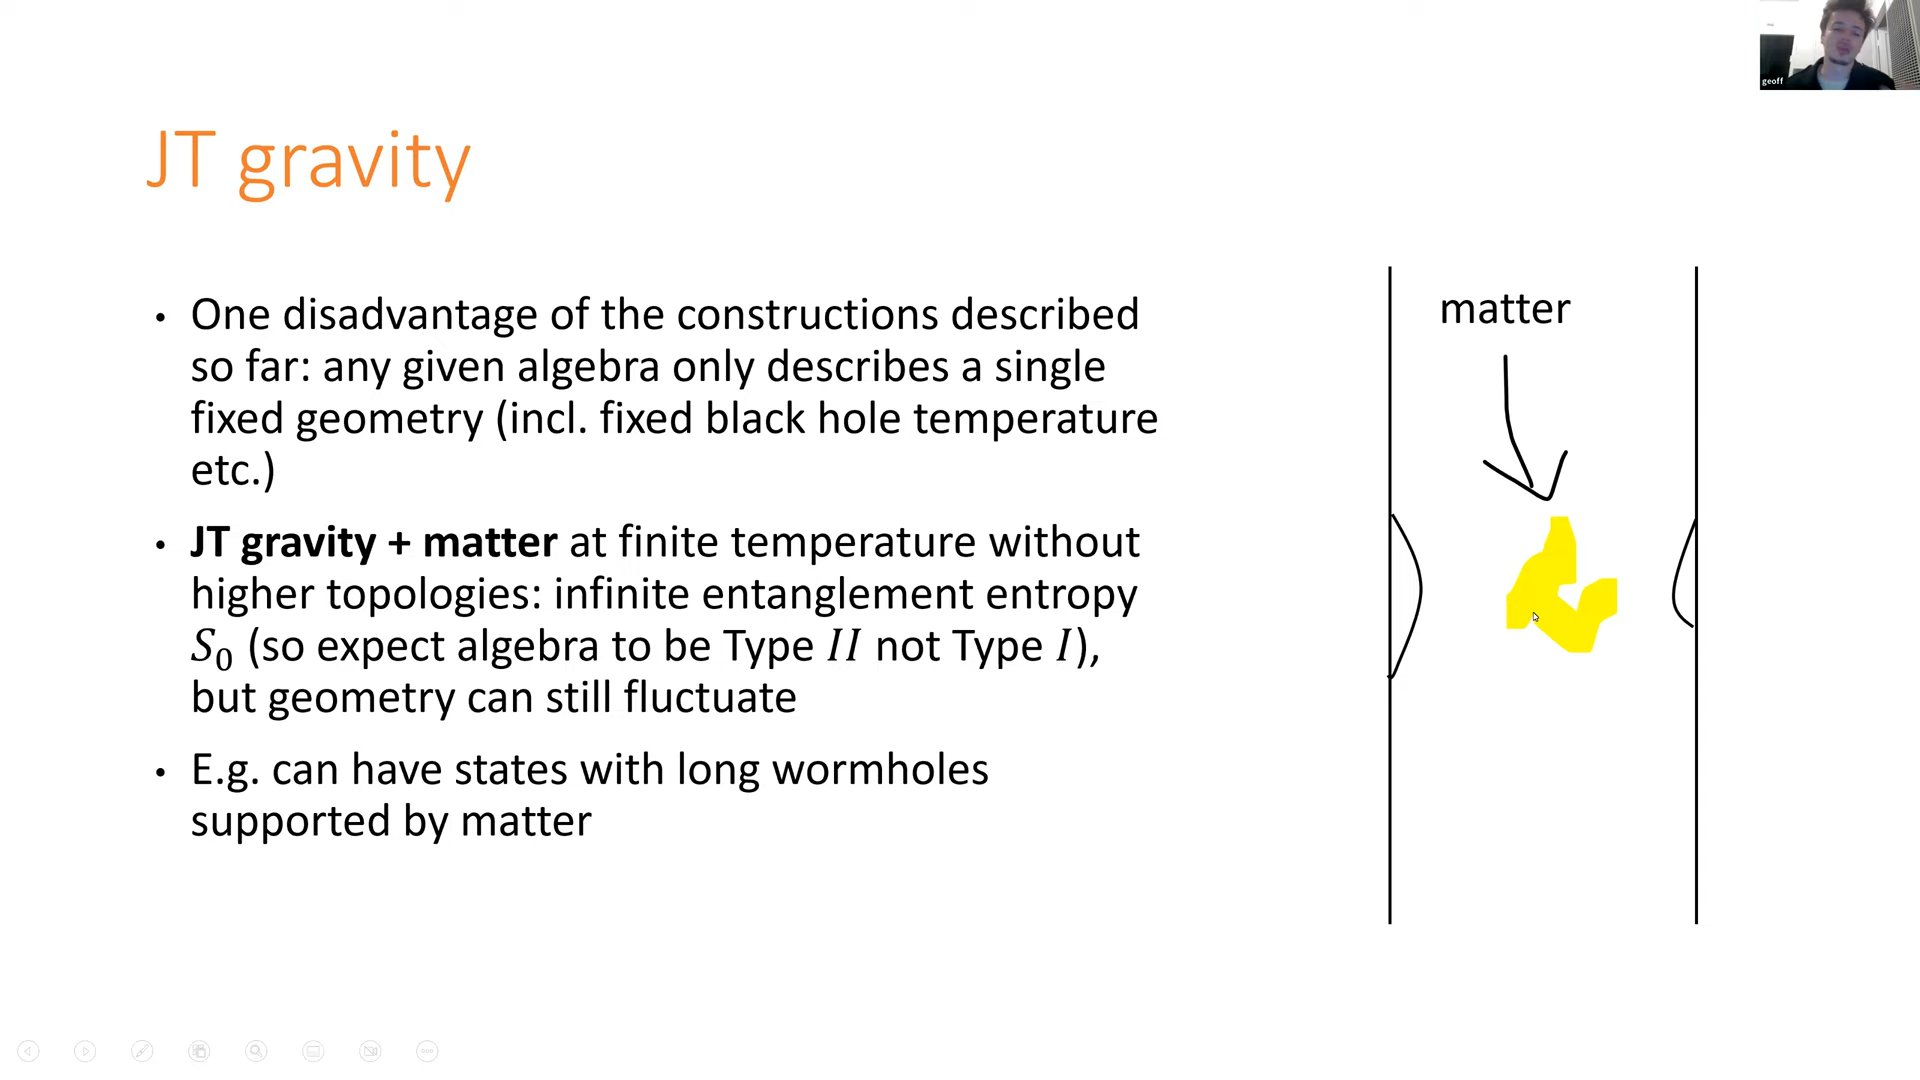 geoff
JT gravity
• One disadvantage of the constructions described
so far: any given algebra only describes a single
fixed geometry (incl. fixed black hole temperature
etc.)
• JT gravity + matter at finite temperature without
higher topologies: infinite entanglement entropy
S₀ (so expect algebra to be Type II not Type I),
but geometry can still fluctuate
• E.g. can have states with long wormholes
supported by matter
matter